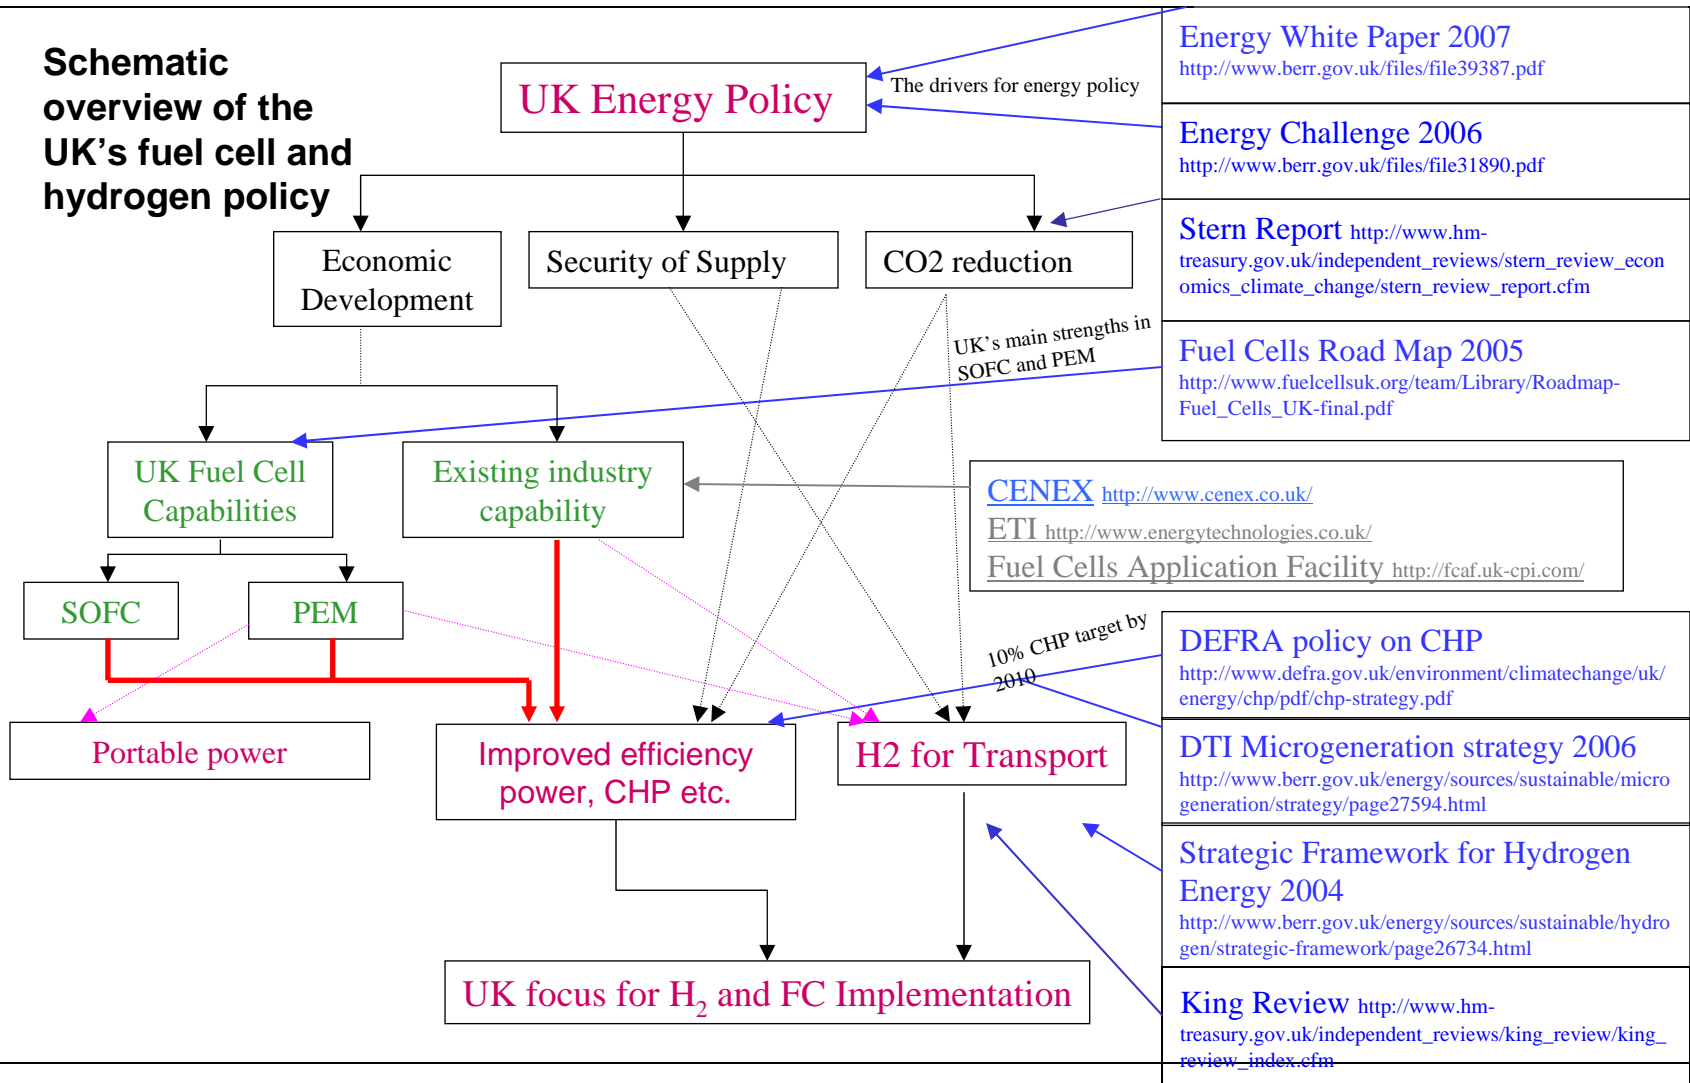 Schematic
overview of the
UK's fuel cell and
hydrogen policy
UK Energy Policy
The drivers for energy policy
Economic
Development
Security of Supply
CO2 reduction
UK's main strengths in
SOFC and PEM
UK Fuel Cell
Capabilities
Existing industry
capability
SOFC
PEM
10% CHP target by
2010
Portable power
Improved efficiency
power, CHP etc.
H2 for Transport
UK focus for H2 and FC Implementation
Energy White Paper 2007
http://www.berr.gov.uk/files/file39387.pdf
Energy Challenge 2006
http://www.berr.gov.uk/files/file31890.pdf
Stern Report http://www.hm-
treasury.gov.uk/independent_reviews/stern_review_econ
omics_climate_change/stern_review_report.cfm
Fuel Cells Road Map 2005
http://www.fuelcellsuk.org/team/Library/Roadmap-
Fuel_Cells_UK-final.pdf
CENEX http://www.cenex.co.uk/
ETI http://www.energytechnologies.co.uk/
Fuel Cells Application Facility http://fcaf.uk-cpi.com/
DEFRA policy on CHP
http://www.defra.gov.uk/environment/climatechange/uk/
energy/chp/pdf/chp-strategy.pdf
DTI Microgeneration strategy 2006
http://www.berr.gov.uk/energy/sources/sustainable/micro
generation/strategy/page27594.html
Strategic Framework for Hydrogen
Energy 2004
http://www.berr.gov.uk/energy/sources/sustainable/hydro
gen/strategic-framework/page26734.html
King Review http://www.hm-
treasury.gov.uk/independent_reviews/king_review/king_
review_index.cfm